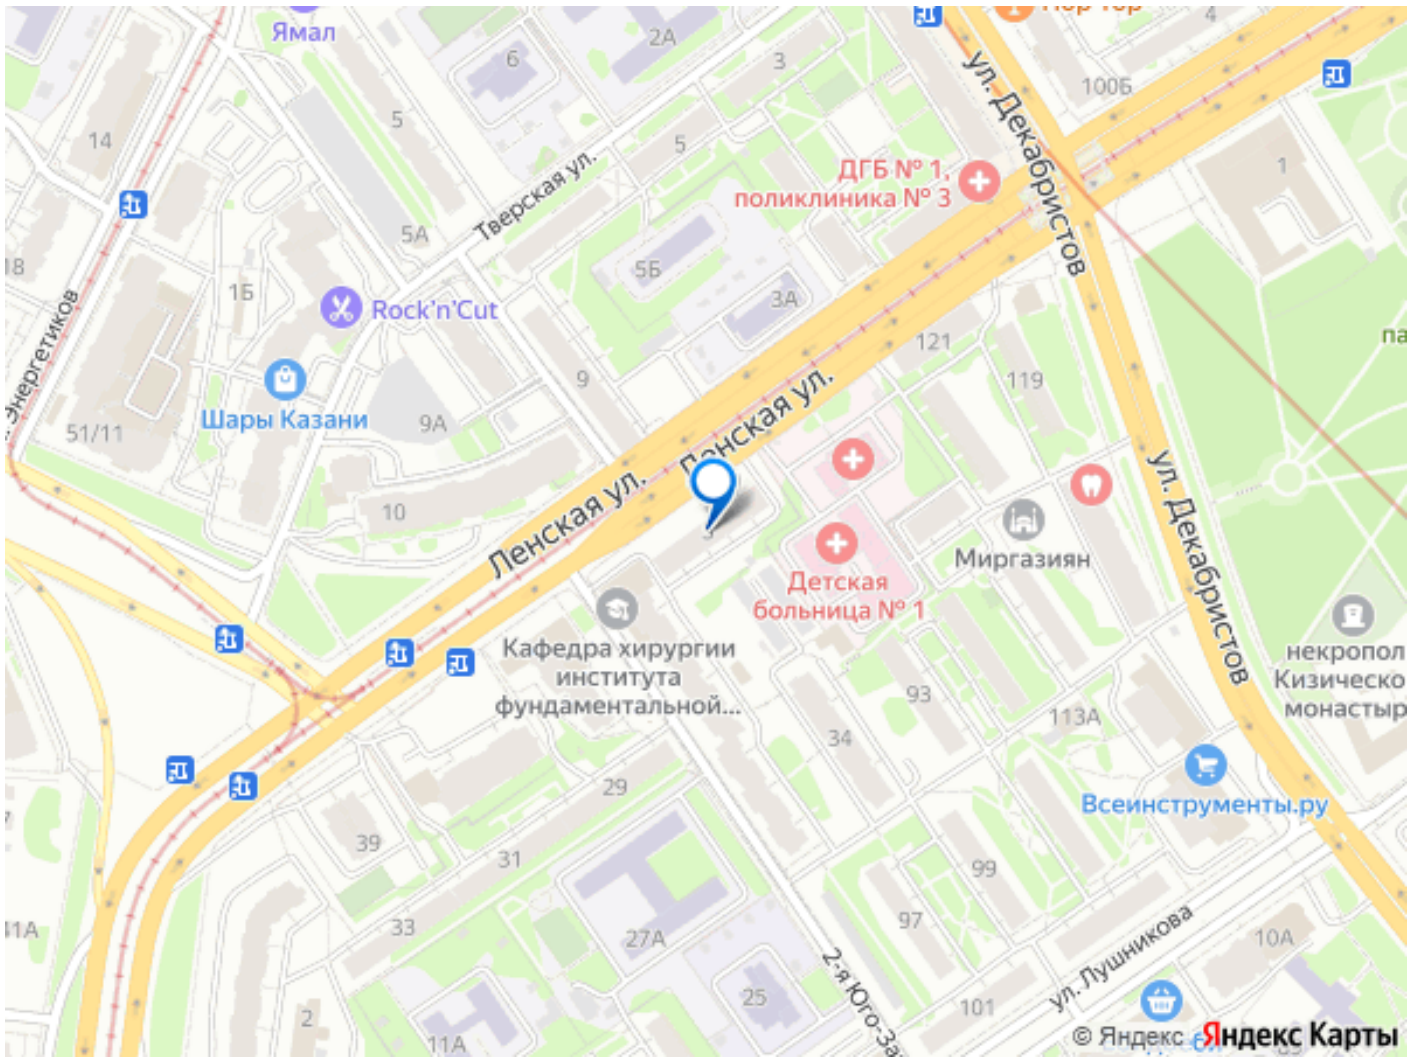 Ямал
2А
6
3
4
100Б
ул. Декабристов
5
14
5
ДГБ № 1,
поликлиника № 3
1
Тверская ул.
5А
5Б
18
1Б
3А
Rock'n'Cut
Энергетиков
121
119
9
Шары Казани
9А
51/11
Ленская ул.
Ленская ул.
10
ул. Декабристов
Миргазиян
Детская
больница № 1
Кафедра хирургии
института
фундаментальной...
некропол
Кизическо
монастыр
93
113А
34
Всеинструменты.ру
29
39
31
99
33
27А
97
41А
ул. Лушникова
10А
2-я Юго-За
25
101
2
11А
© Яндекс
Яндекс Карты